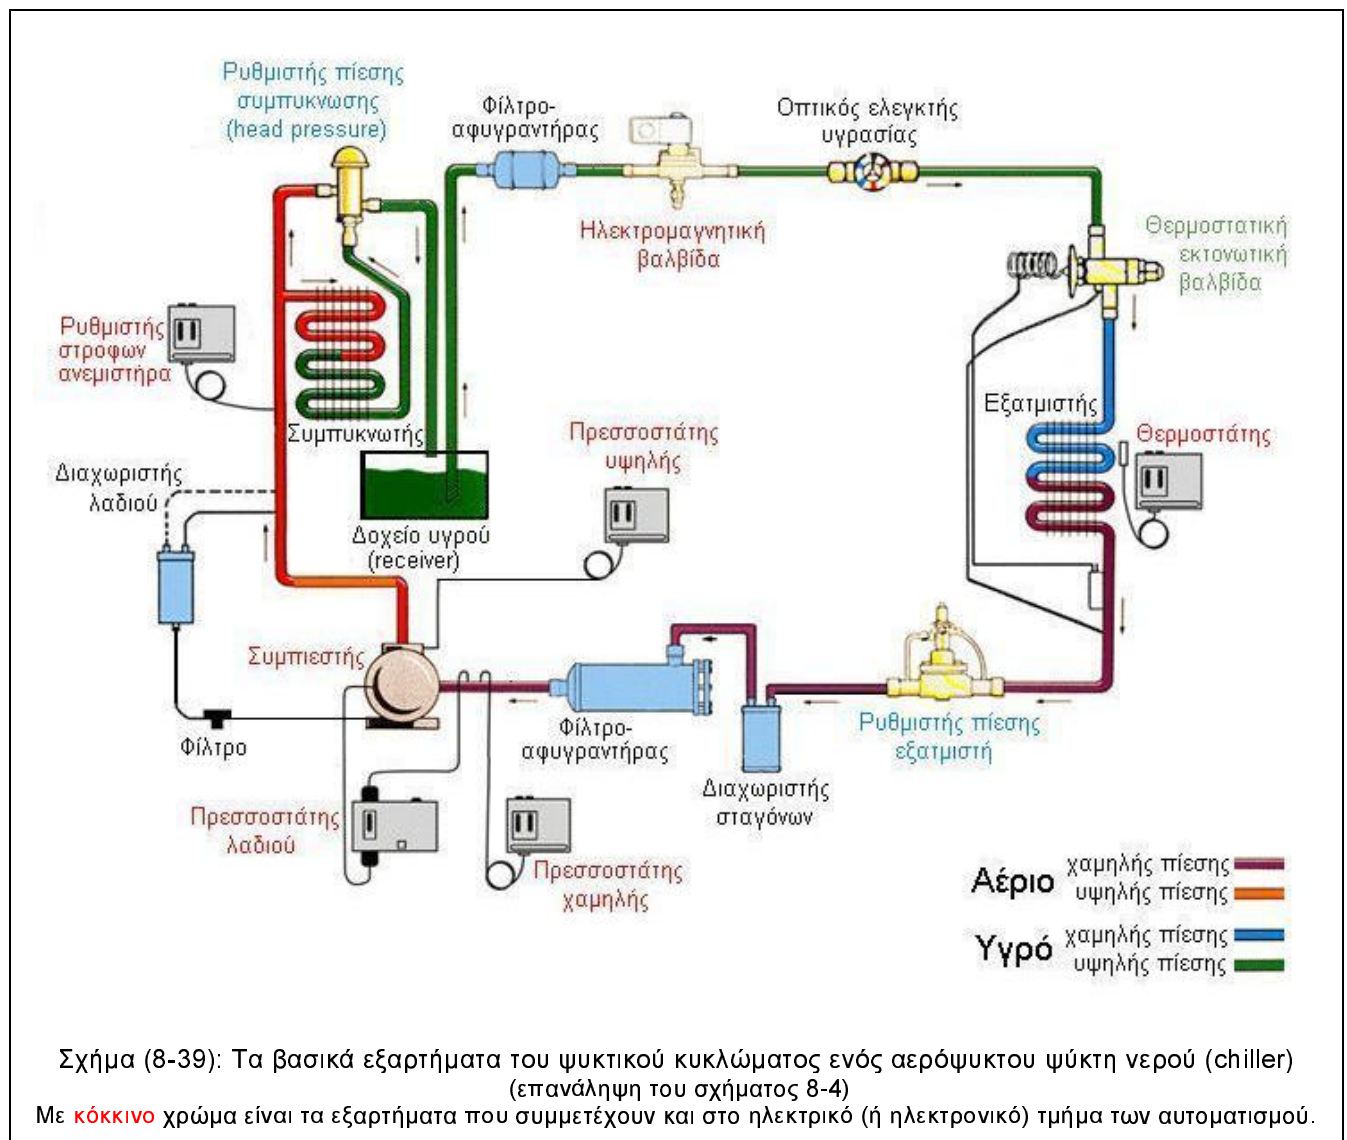 Ρυθμιστής πίεσης
συμπυκνωσης
(head pressure)
Φίλτρο-
αφυγραντήρας
Οπτικός ελεγκτής
υγρασίας
Ηλεκτρομαγνητική
βαλβίδα
Θερμοστατική
εκτονωτική
βαλβίδα
Ρυθμιστής
στροφων
ανεμιστήρα
Συμπυκνωτής
Εξατμιστής
Θερμοστάτης
Πρεσσοστάτης
υψηλής
Διαχωριστής
λαδιού
Δοχείο υγρού
(receiver)
Συμπιεστής
Φίλτρο
Φίλτρο-
αφυγραντήρας
Ρυθμιστής πίεσης
εξατμιστή
Διαχωριστής
σταγόνων
Πρεσσοστάτης
λαδιού
Πρεσσοστάτης
χαμηλής
Αέριο
χαμηλής πίεσης
υψηλής πίεσης
Υγρό
χαμηλής πίεσης
υψηλής πίεσης
Σχήμα (8-39): Τα βασικά εξαρτήματα του ψυκτικού κυκλώματος ενός αερόψυκτου ψύκτη νερού (chiller)
(επανάληψη του σχήματος 8-4)
Με κόκκινο χρώμα είναι τα εξαρτήματα που συμμετέχουν και στο ηλεκτρικό (ή ηλεκτρονικό) τμήμα των αυτοματισμού.